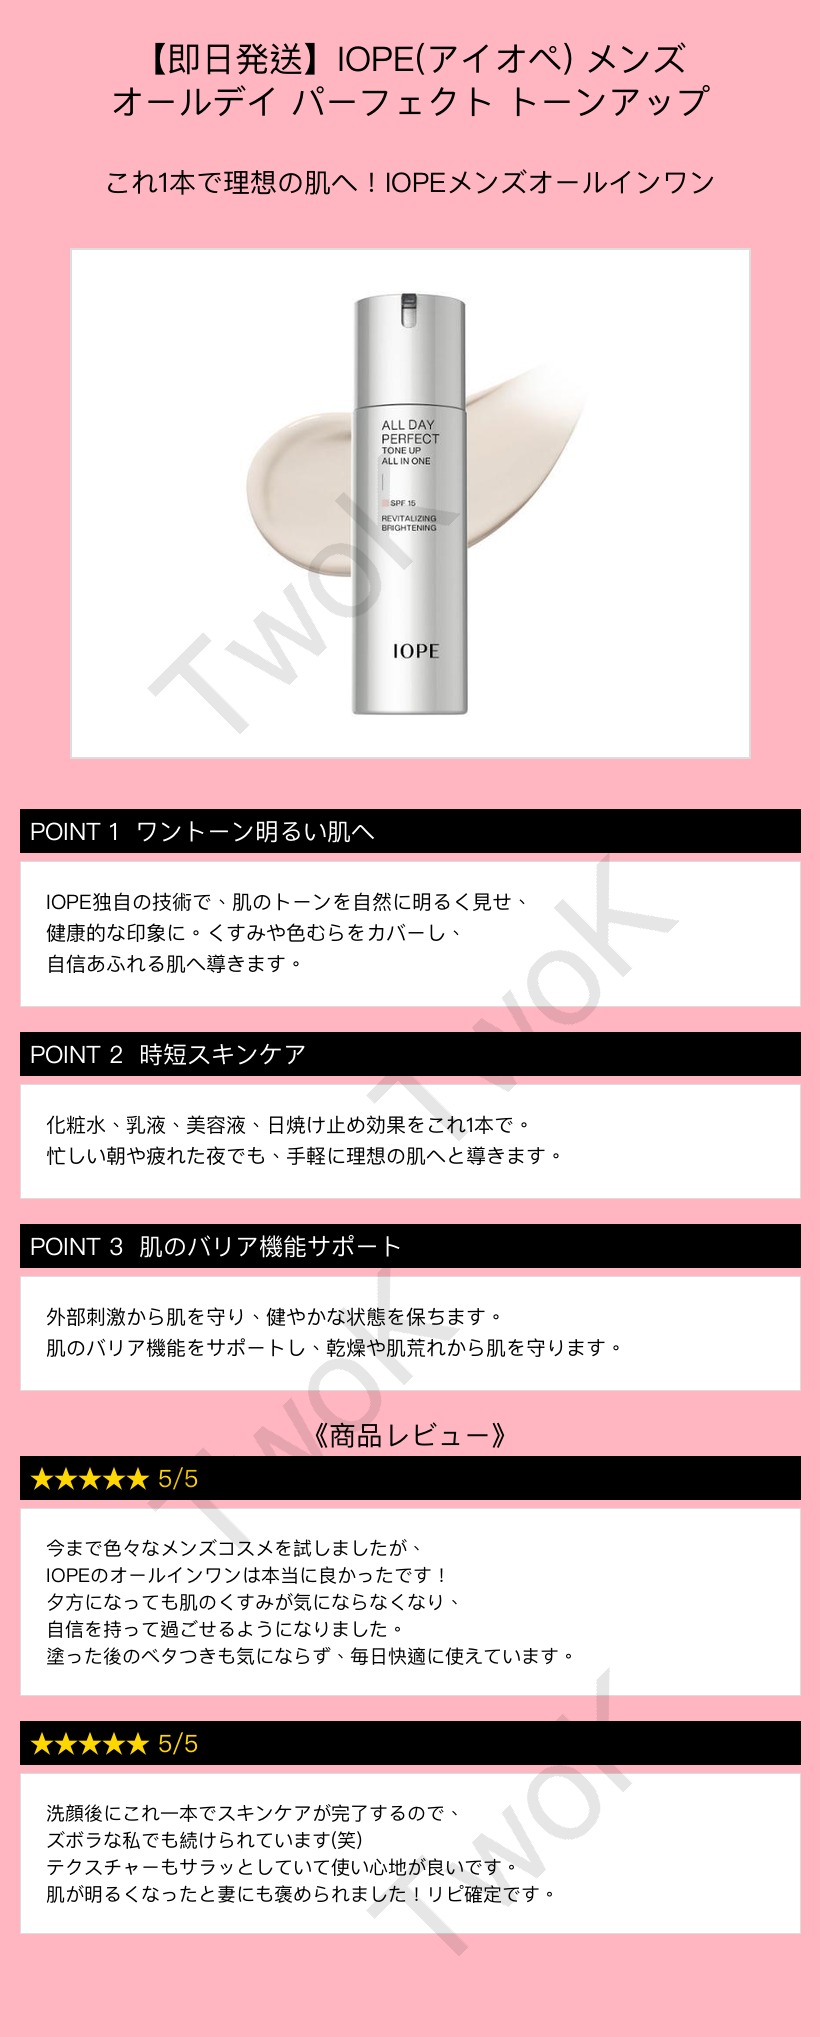 【即日発送】IOPE(アイオペ) メンズ
オールデイ パーフェクト トーンアップ
これ1本で理想の肌へ！IOPEメンズオールインワン
ALL DAY
PERFECT
TONE UP
ALL IN ONE
SPF 15
REVITALIZING
BRIGHTENING
IOPE
TwoK
POINT 1 ワントーン明るい肌へ
IOPE独自の技術で、肌のトーンを自然に明るく見せ、
健康的な印象に。くすみや色むらをカバーし、
自信あふれる肌へ導きます。
TwoK
POINT 2 時短スキンケア
化粧水、乳液、美容液、日焼け止め効果をこれ1本で。
忙しい朝や疲れた夜でも、手軽に理想の肌へと導きます。
POINT 3 肌のバリア機能サポート
外部刺激から肌を守り、健やかな状態を保ちます。
肌のバリア機能をサポートし、乾燥や肌荒れから肌を守ります。
TwoK
《商品レビュー》
★★★★★ 5/5
今まで色々なメンズコスメを試しましたが、
IOPEのオールインワンは本当に良かったです！
夕方になっても肌のくすみが気にならなくなり、
自信を持って過ごせるようになりました。
塗った後のベタつきも気にならず、毎日快適に使えています。
★★★★★ 5/5
洗顔後にこれ一本でスキンケアが完了するので、
ズボラな私でも続けられています(笑)
テクスチャーもサラッとしていて使い心地が良いです。
肌が明るくなったと妻にも褒められました！リピ確定です。
TwoK